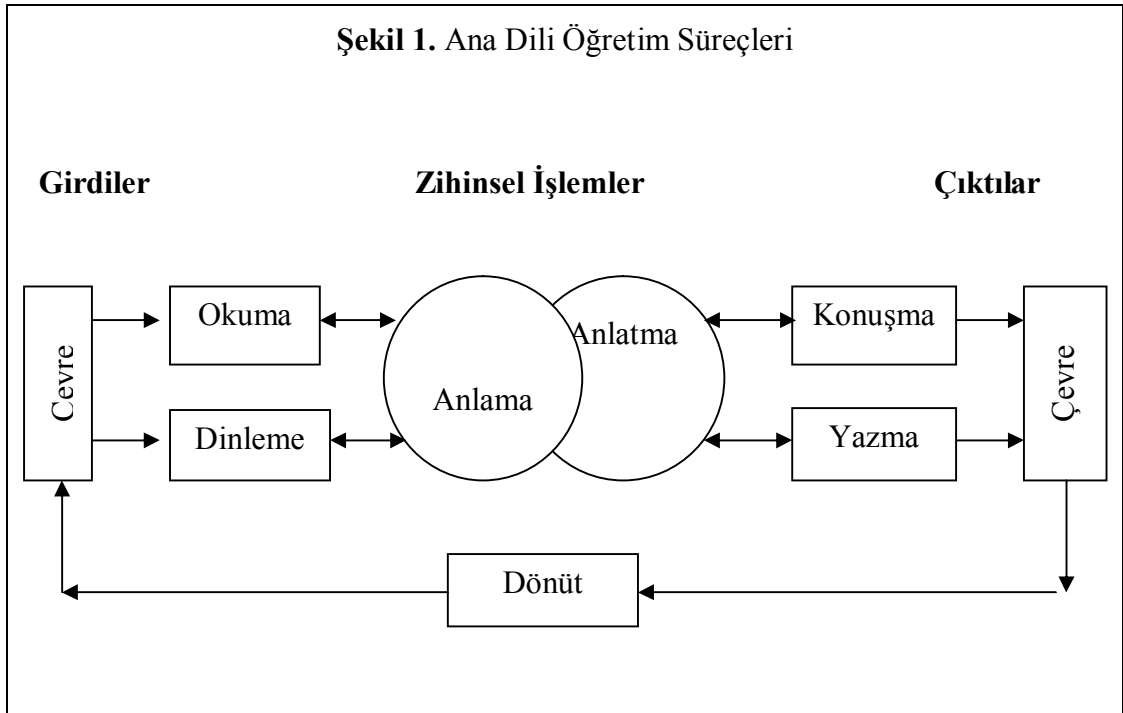 Şekil 1. Ana Dili Öğretim Süreçleri
Girdiler Zihinsel İşlemler Çıktılar
Cevre
Okuma
Dinleme
Anlama
Anlatma
Konuşma
Yazma
Çevre
Dönüt